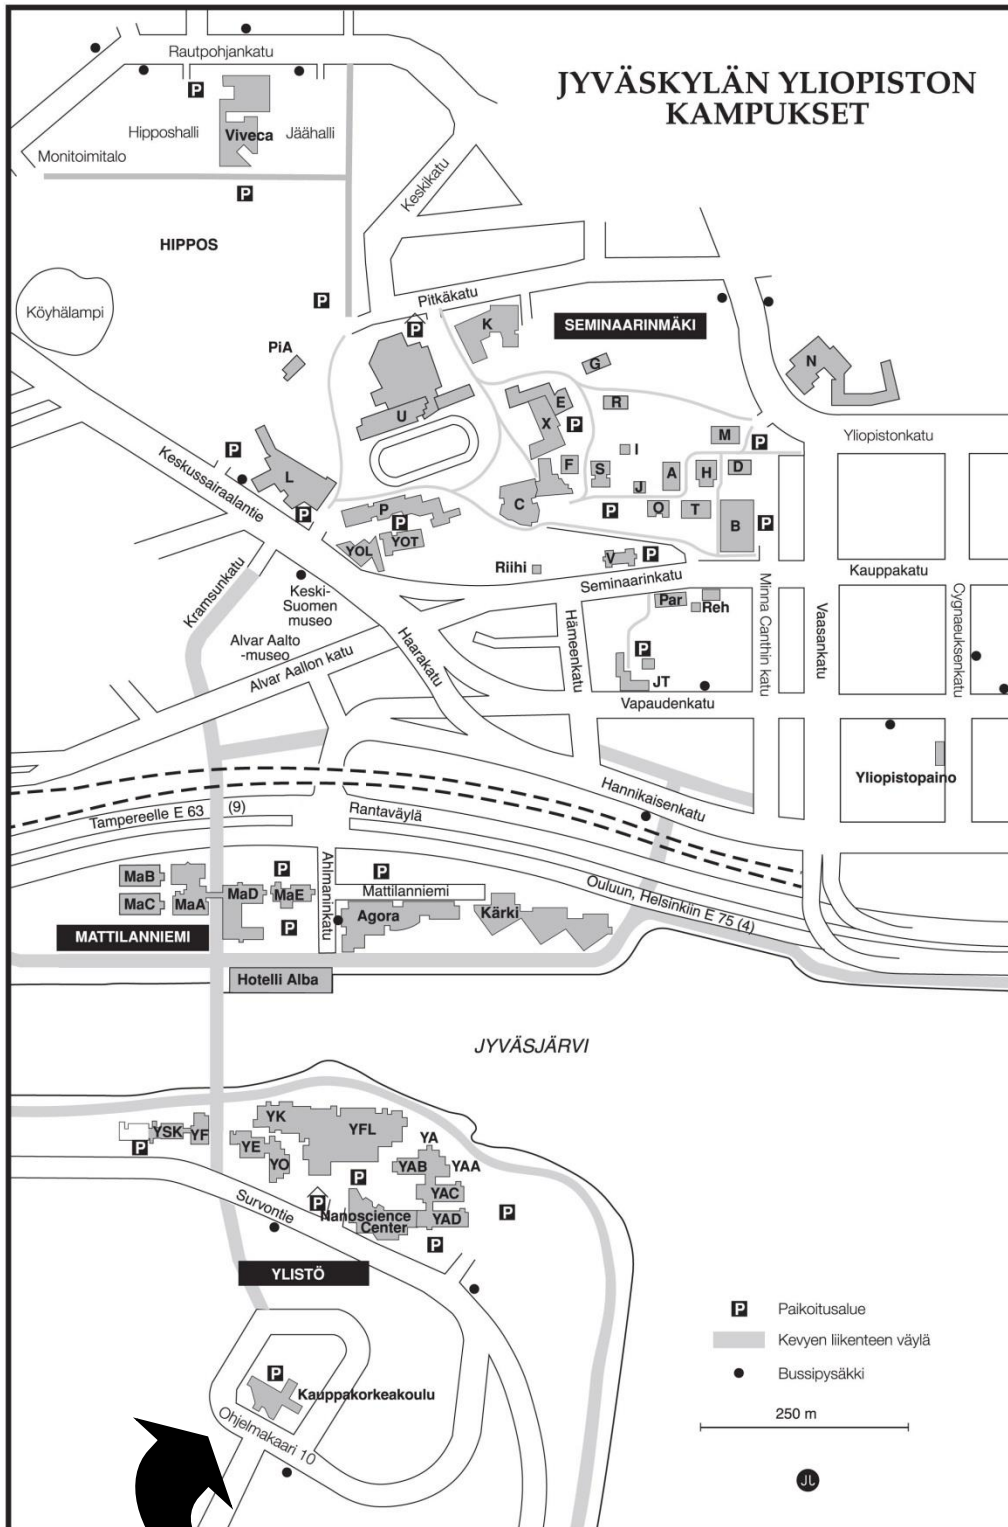 JYVÄSKYLÄN YLIOPISTON
KAMPUKSET
Rautpohjankatu
P
Hipposhalli
Viveca
Jäähalli
Monitoimitalo
P
Keskikatu
HIPPOS
Köyhälampi
P
Pitkäkatu
P
K
SEMINAARINMÄKI
PiA
G
N
U
E
R
X
P
M
P
Yliopistonkatu
P
I
Keskussairaalantie
L
F
S
A
H
D
J
P
P
C
P
O
T
B
P
P
YOL
YOT
V
P
Riihi
Kauppakatu
Seminaarinkatu
Kramsunkatu
Keski-
Suomen
museo
Par
Reh
Hämeenkatu
Minna Canthin katu
Vaasankatu
Cygnaeuksenkatu
Alvar Aalto
-museo
Haarakatu
Alvar Aallon katu
P
JT
Vapaudenkatu
Yliopistopaino
Hannikaisenkatu
Tampereelle E 63
(9)
Rantaväylä
Ahlmaninkatu
P
P
MaB
Mattilanniemi
Ouluun, Helsinkiin E 75 (4)
MaC
MaA
MaD
MaE
Agora
Kärki
P
MATTILANNIEMI
Hotelli Alba
JYVÄSJÄRVI
YK
YFL
YSK
YF
YE
YA
P
YO
YAB
YAA
P
YAC
Survontie
P
Nanoscience
Center
YAD
P
P
YLISTÖ
P
Paikoitusalue
Kevyen liikenteen väylä
P
Bussipysäkki
Kauppakorkeakoulu
250 m
Ohjelmakaari 10
JL